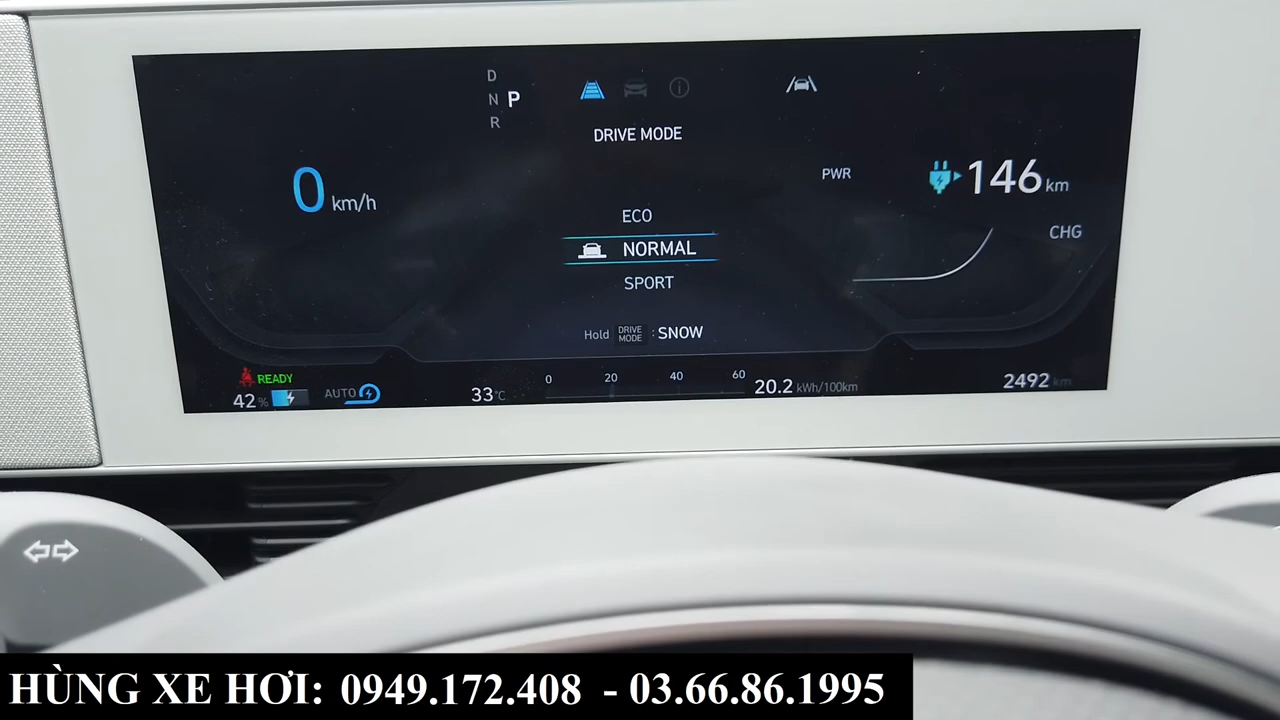 D
N P
R
DRIVE MODE
0 km/h
PWR
146 km
ECO
NORMAL
SPORT
CHG
Hold DRIVE MODE : SNOW
READY
42 %
AUTO
33 °C
0 20 40 60
20.2 kWh/100km
2492 km
HÙNG XE HƠI: 0949.172.408 - 03.66.86.1995